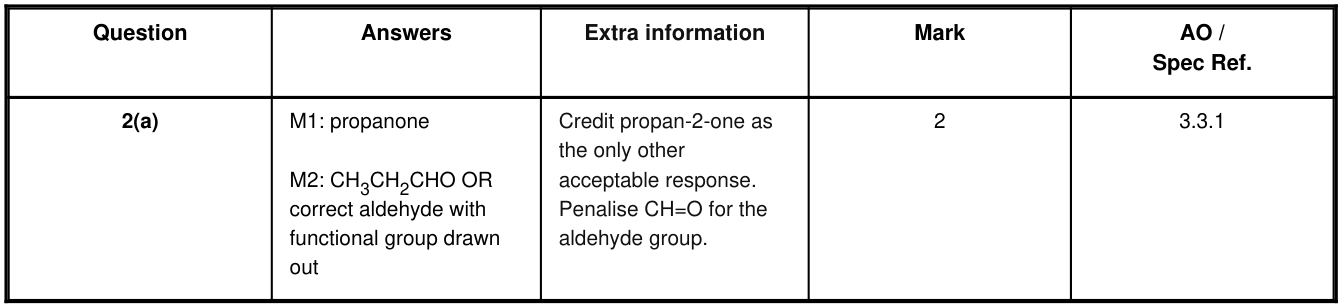 Question Answers Extra information Mark AO /
Spec Ref.
2(a) M1: propanone Credit propan-2-one as 2 3.3.1
the only other
M2: CH3CH2CHO OR acceptable response.
correct aldehyde with Penalise CH=O for the
functional group drawn aldehyde group.
out